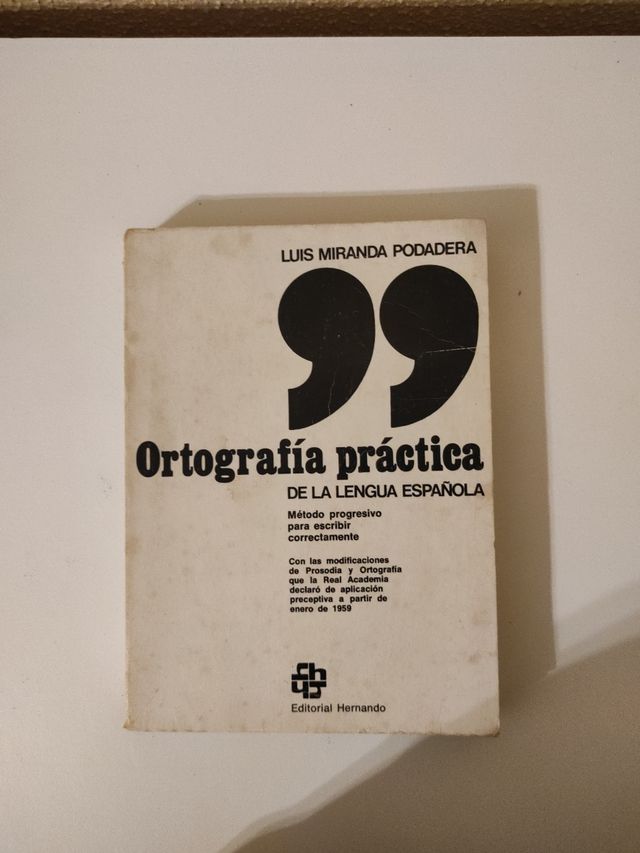 LUIS MIRANDA PODADERA
Ortografía práctica
DE LA LENGUA ESPAÑOLA
Método progresivo
para escribir
correctamente
Con las modificaciones
de Prosodia y Ortografía
que la Real Academia
declaró de aplicación
preceptiva a partir de
enero de 1959
Editorial Hernando